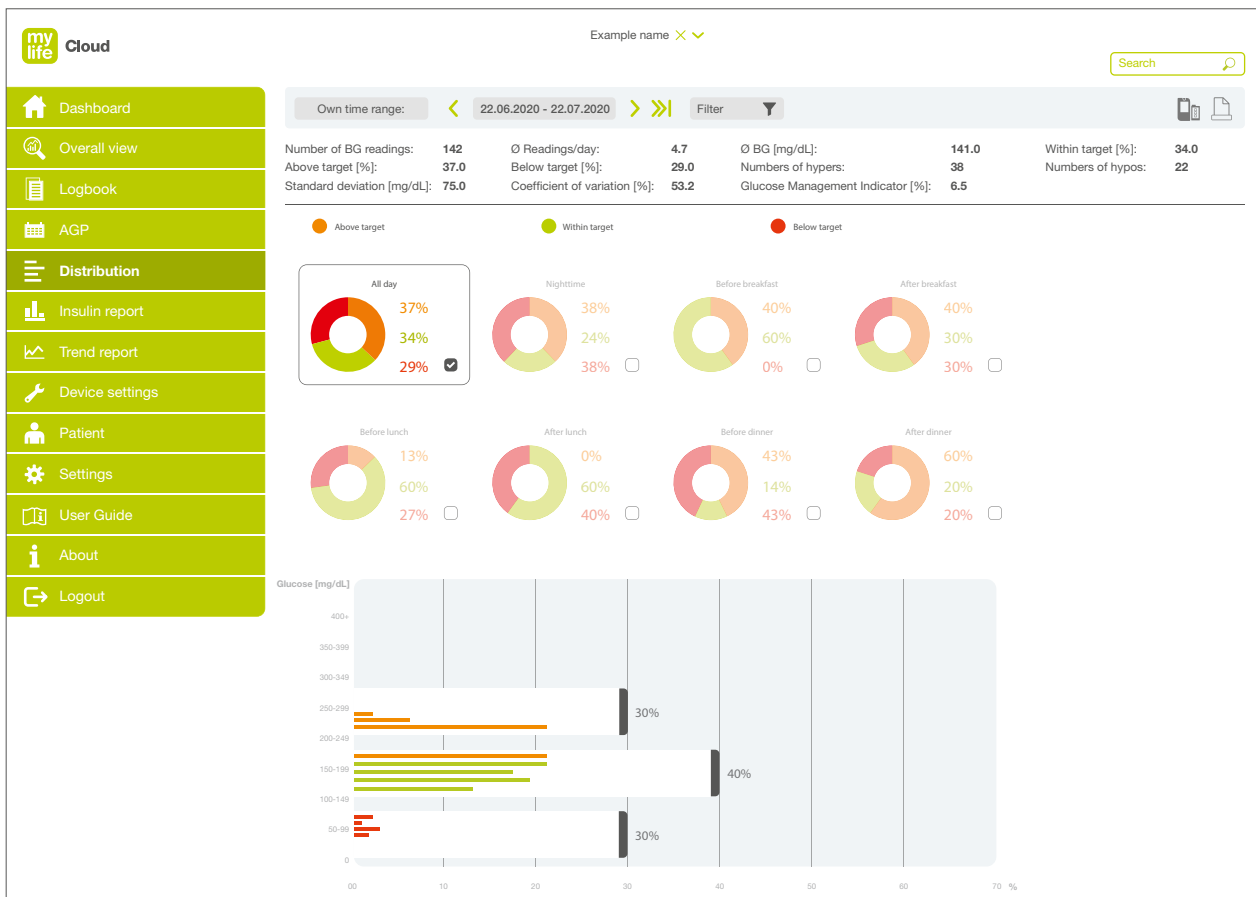 my
life
Cloud
Example name
Search
Dashboard
Overall view
Logbook
AGP
Distribution
Insulin report
Trend report
Device settings
Patient
Settings
User Guide
About
Logout
Own time range: 22.06.2020 - 22.07.2020 Filter
Number of BG readings: 142 Ø Readings/day: 4.7 Ø BG [mg/dL]: 141.0 Within target [%]: 34.0
Above target [%]: 37.0 Below target [%]: 29.0 Numbers of hypers: 38 Numbers of hypos: 22
Standard deviation [mg/dL]: 75.0 Coefficient of variation [%]: 53.2 Glucose Management Indicator [%]: 6.5
Above target Within target Below target
All day Nighttime Before breakfast After breakfast
37% 38% 40% 40%
34% 24% 60% 30%
29% 38% 0% 30%
Before lunch After lunch Before dinner After dinner
13% 0% 43% 60%
60% 60% 14% 20%
27% 40% 43% 20%
Glucose [mg/dL]
400+
350-399
300-349
250-299
30%
200-249
150-199
40%
100-149
50-99
30%
0
00 10 20 30 40 50 60 70 %